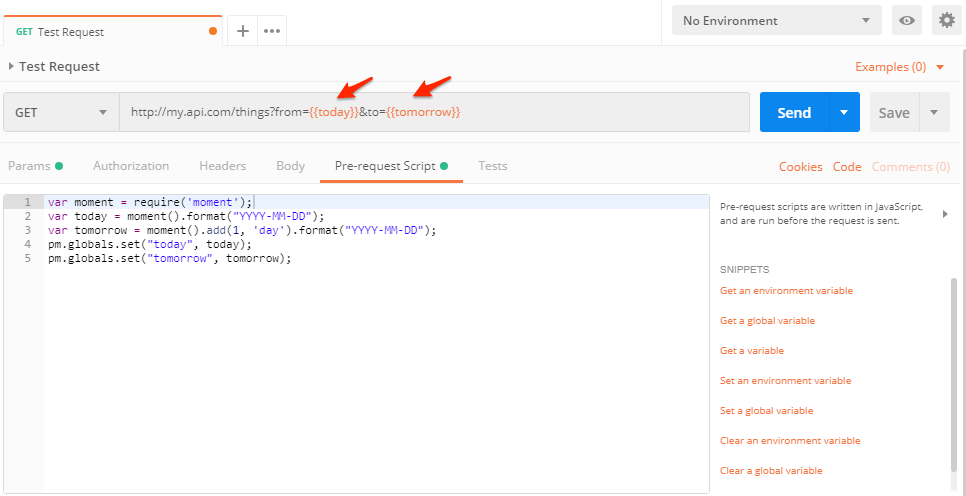 GET Test Request
No Environment
Test Request
Examples (0)
GET
http://my.api.com/things?from={{today}}&to={{tomorrow}}
Send
Save
Params
Authorization
Headers
Body
Pre-request Script
Tests
Cookies
Code
Comments (0)
1 var moment = require('moment');
2 var today = moment().format("YYYY-MM-DD");
3 var tomorrow = moment().add(1, 'day').format("YYYY-MM-DD");
4 pm.globals.set("today", today);
5 pm.globals.set("tomorrow", tomorrow);
Pre-request scripts are written in JavaScript,
and are run before the request is sent.
SNIPPETS
Get an environment variable
Get a global variable
Get a variable
Set an environment variable
Set a global variable
Clear an environment variable
Clear a global variable